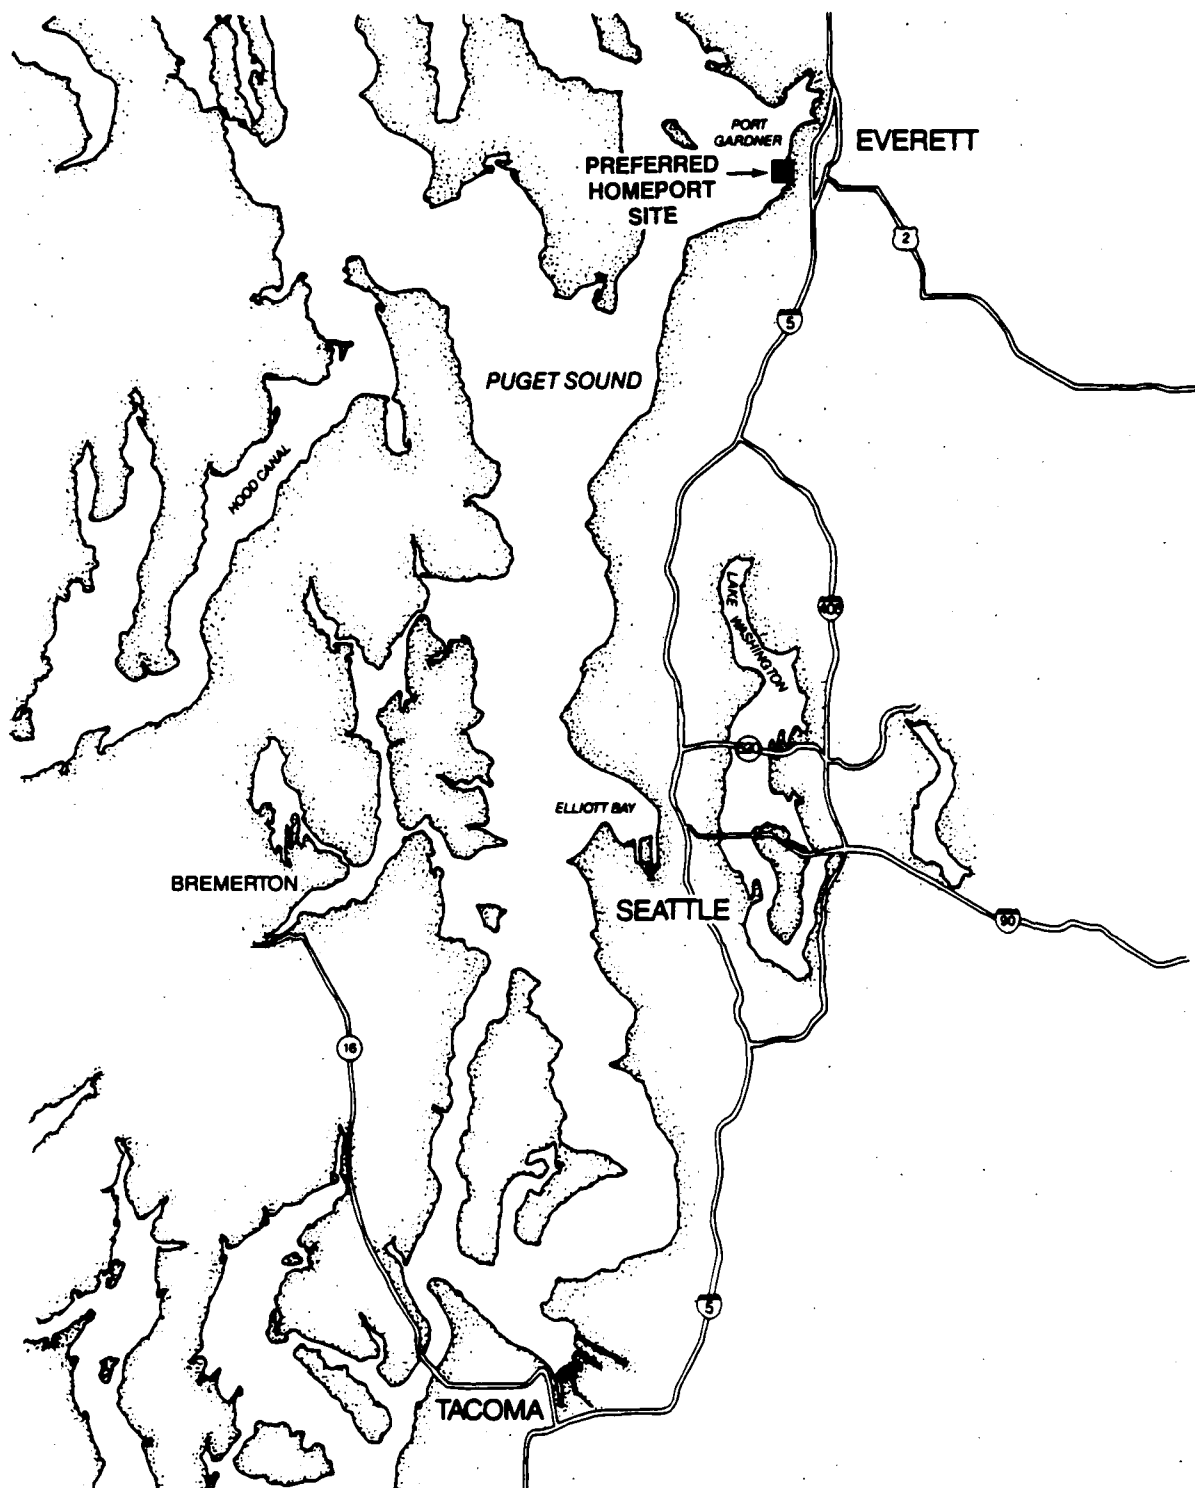 PORT
GARDNER
EVERETT
PREFERRED
HOMEPORT
SITE
2
5
PUGET SOUND
HOOD CANAL
LAKE WASHINGTON
405
520
ELLIOTT BAY
BREMERTON
SEATTLE
90
16
5
TACOMA